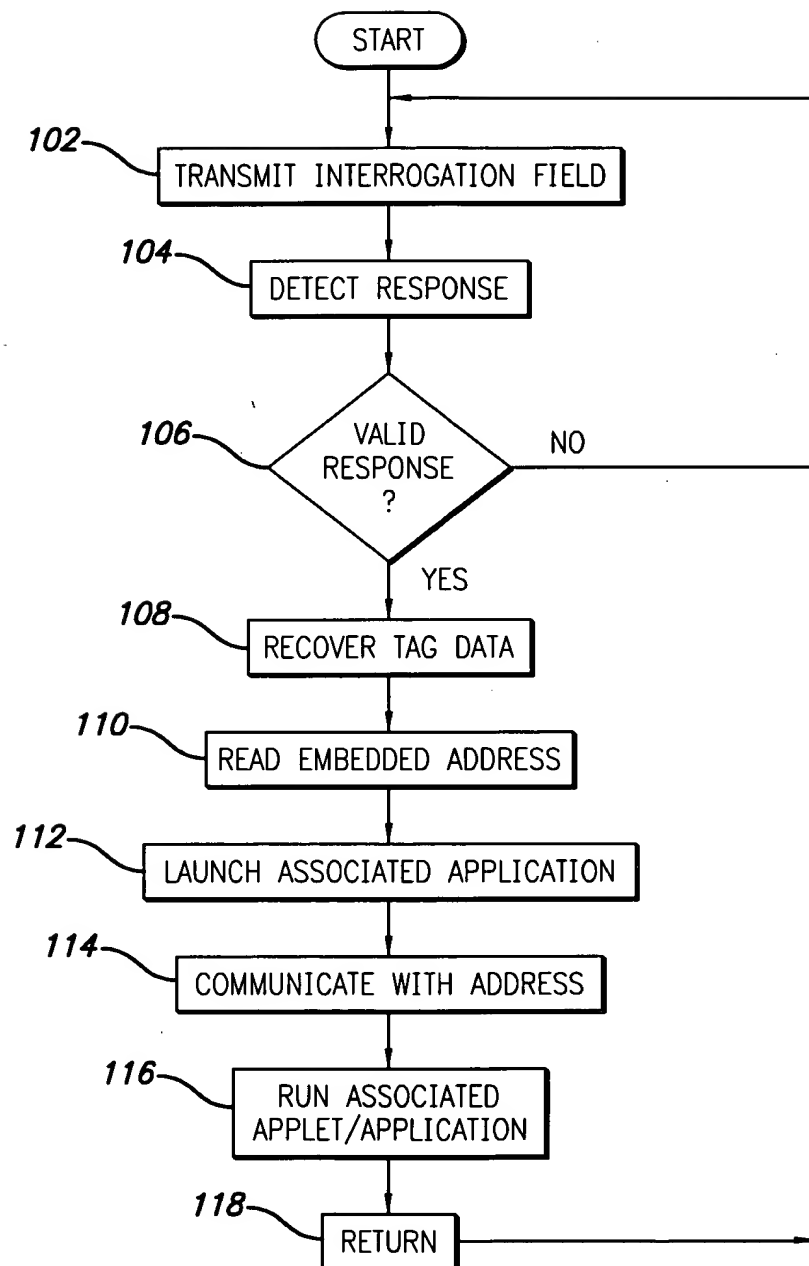 START
102
TRANSMIT INTERROGATION FIELD
104
DETECT RESPONSE
106
VALID
RESPONSE
?
NO
YES
108
RECOVER TAG DATA
110
READ EMBEDDED ADDRESS
112
LAUNCH ASSOCIATED APPLICATION
114
COMMUNICATE WITH ADDRESS
116
RUN ASSOCIATED
APPLET/APPLICATION
118
RETURN